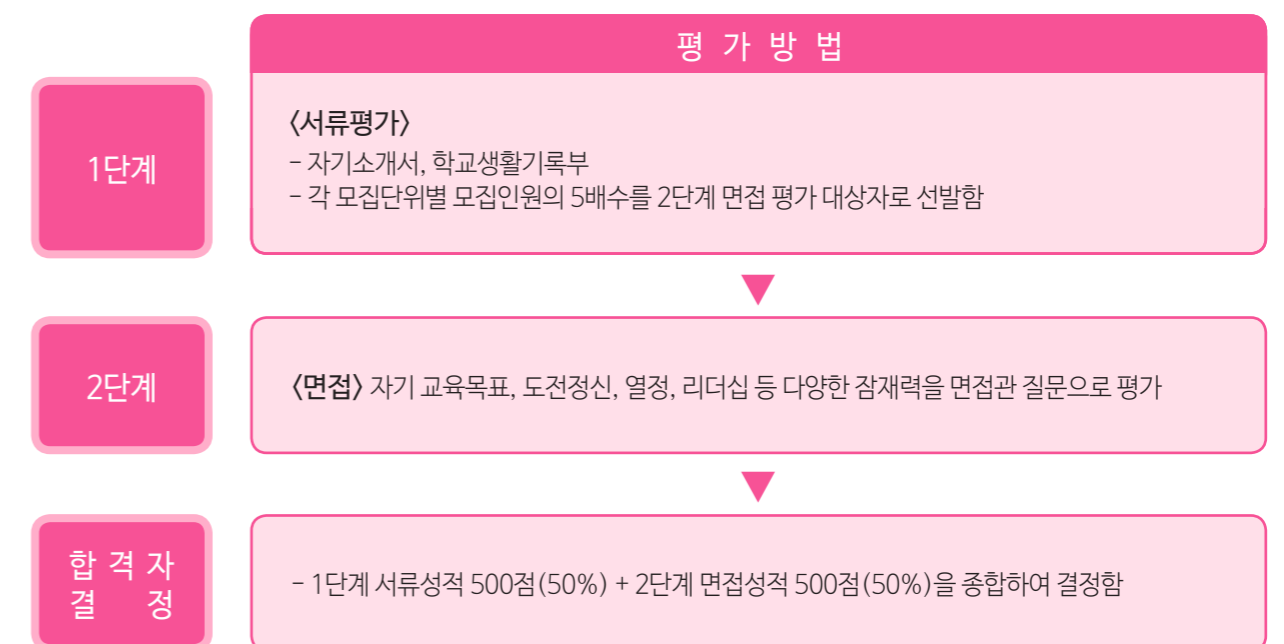 평 가 방 법
1단계
〈서류평가〉
- 자기소개서, 학교생활기록부
- 각 모집단위별 모집인원의 5배수를 2단계 면접 평가 대상자로 선발함
2단계
〈면접〉 자기 교육목표, 도전정신, 열정, 리더십 등 다양한 잠재력을 면접관 질문으로 평가
합 격 자
결 정
- 1단계 서류성적 500점(50%) + 2단계 면접성적 500점(50%)을 종합하여 결정함